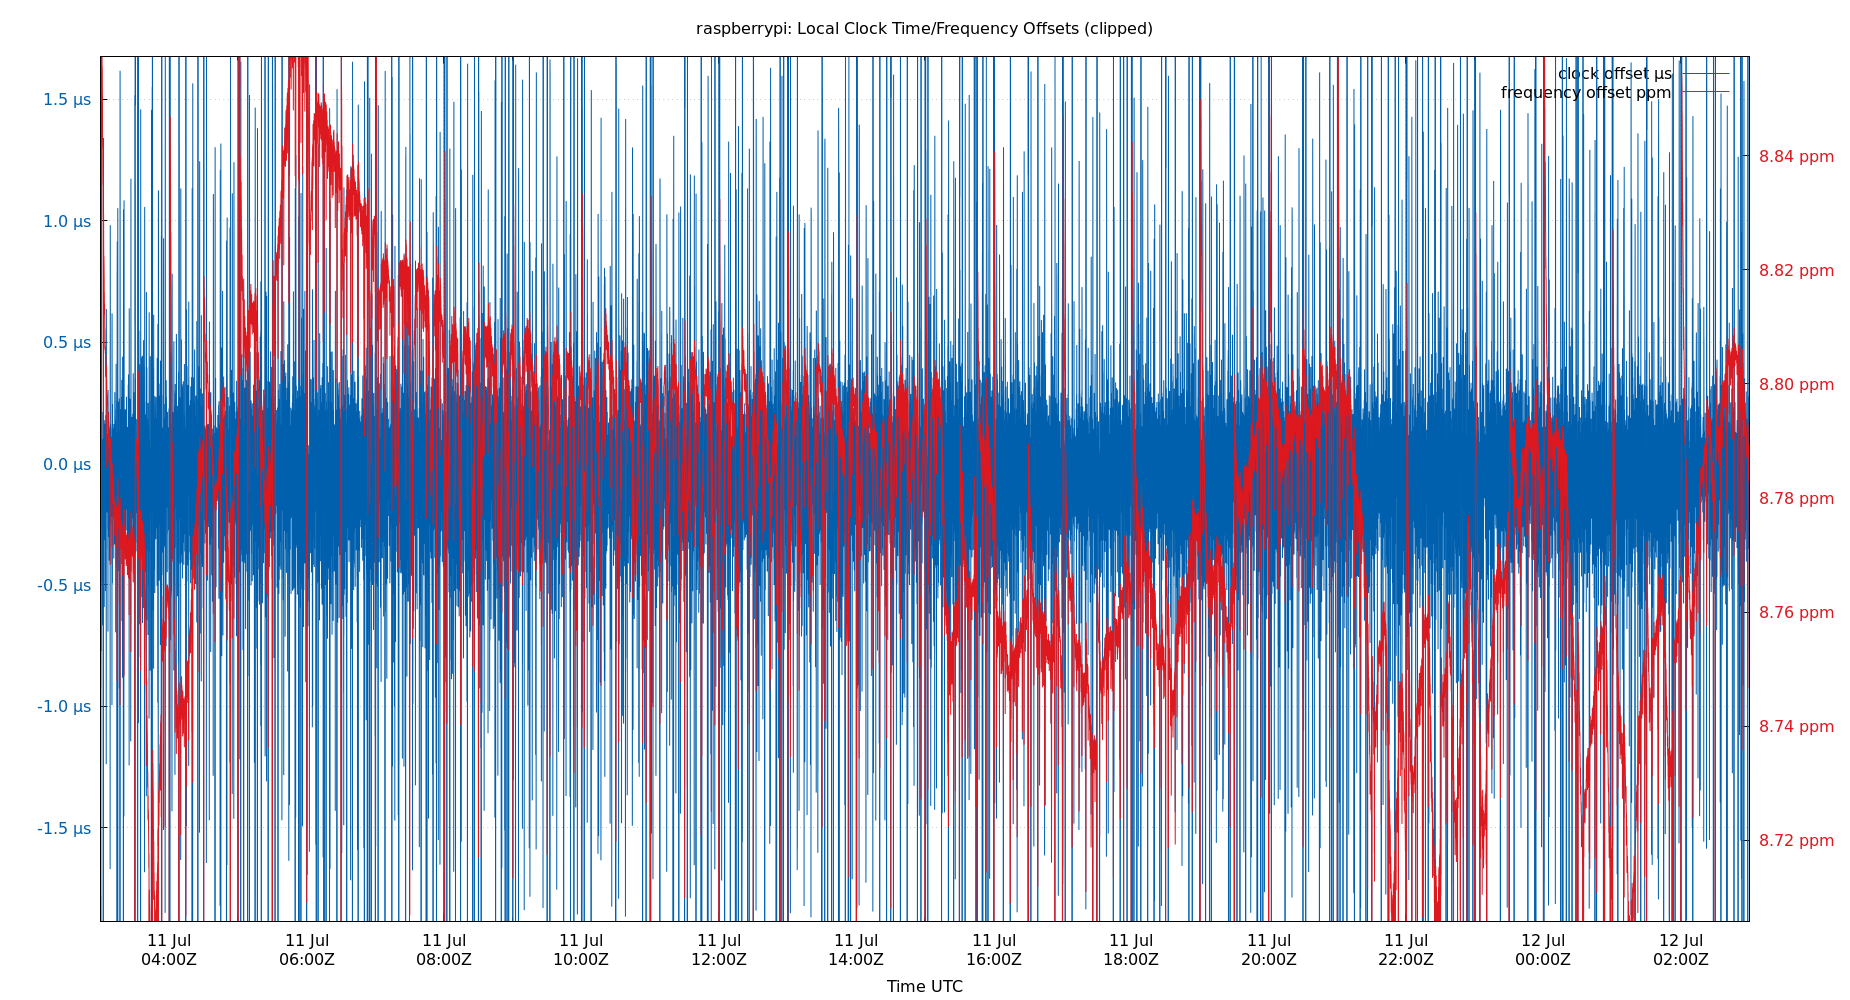 raspberrypi: Local Clock Time/Frequency Offsets (clipped)
clock offset µs
frequency offset ppm
1.5 µs
1.0 µs
0.5 µs
0.0 µs
-0.5 µs
-1.0 µs
-1.5 µs
8.84 ppm
8.82 ppm
8.80 ppm
8.78 ppm
8.76 ppm
8.74 ppm
8.72 ppm
11 Jul 11 Jul 11 Jul 11 Jul 11 Jul 11 Jul 11 Jul 11 Jul 11 Jul 11 Jul 12 Jul 12 Jul
04:00Z 06:00Z 08:00Z 10:00Z 12:00Z 14:00Z 16:00Z 18:00Z 20:00Z 22:00Z 00:00Z 02:00Z
Time UTC